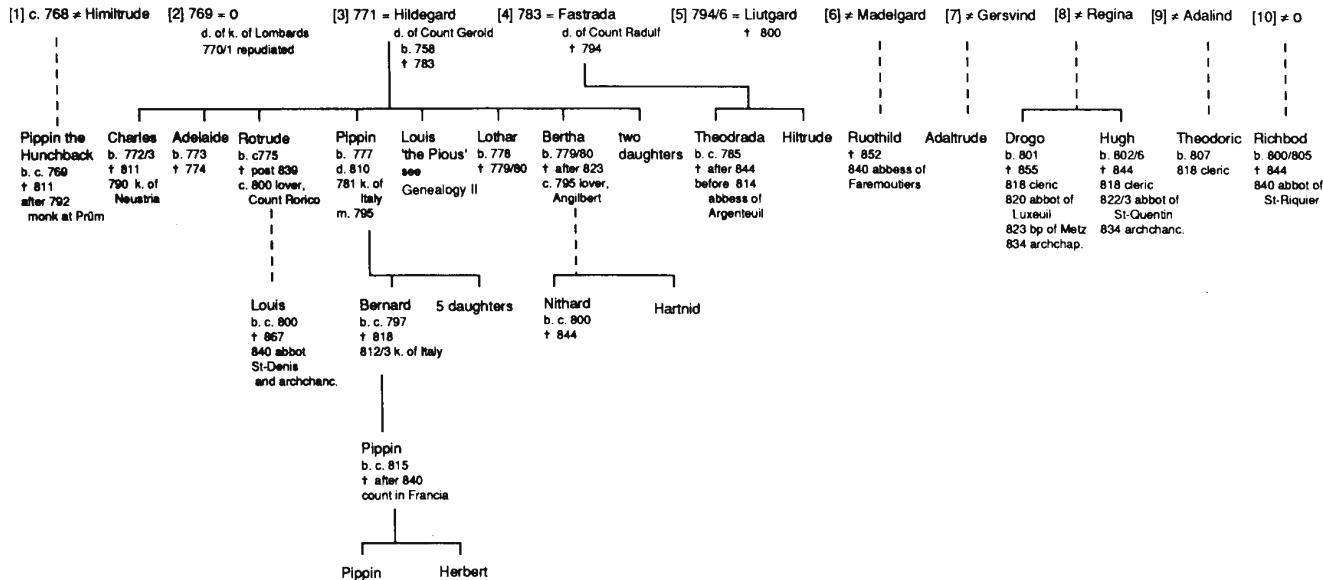 [1] c. 768 ≠ Himiltrude
[2] 769 = 0
d. of k. of Lombards
770/1 repudiated
[3] 771 = Hildegard
d. of Count Gerold
b. 758
† 783
[4] 783 = Fastrada
d. of Count Radulf
† 794
[5] 794/6 = Liutgard
† 800
[6] ≠ Madelgard
[7] ≠ Gersvind
[8] ≠ Regina
[9] ≠ Adalind
[10] ≠ 0
Pippin the
Hunchback
b. c. 769
† 811
after 792
monk at Prüm
Charles
b. 772/3
† 811
790 k. of
Neustria
Adelaide
b. 773
† 774
Rotrude
b. c775
† post 839
c. 800 lover,
Count Rorico
Pippin
b. 777
d. 810
781 k. of
Italy
m. 795
Louis
'the Pious'
see
Genealogy II
Lothar
b. 778
† 779/80
Bertha
b. 779/80
† after 823
c. 795 lover,
Angilbert
two
daughters
Theodrada
b. c. 785
† after 844
before 814
abbess of
Argenteuil
Hiltrude
Ruothild
† 852
840 abbess of
Faremoutiers
Adaltrude
Drogo
b. 801
† 855
818 cleric
820 abbot of
Luxeuil
823 bp of Metz
834 archchap.
Hugh
b. 802/6
† 844
818 cleric
822/3 abbot of
St-Quentin
834 archchanc.
Theodoric
b. 807
818 cleric
Richbod
b. 800/805
† 844
840 abbot of
St-Riquier
Louis
b. c. 800
† 867
840 abbot
St-Denis
and archchanc.
Bernard
b. c. 797
† 818
812/3 k. of Italy
5 daughters
Nithard
b. c. 800
† 844
Hartnid
Pippin
b. c. 815
† after 840
count in Francia
Pippin
Herbert